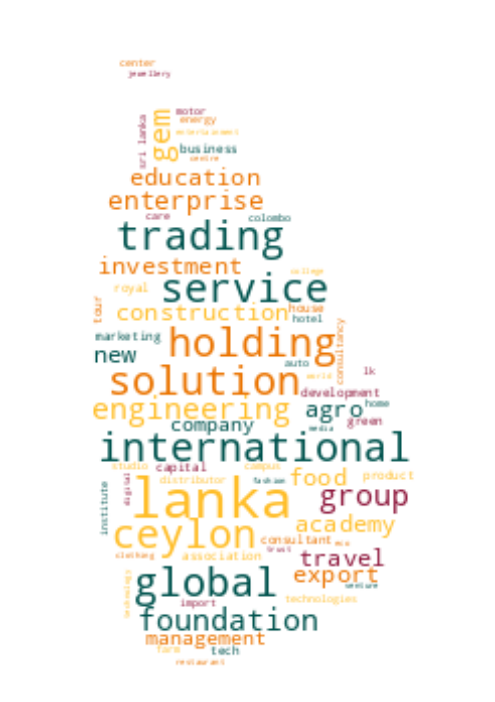 center
jewellery
motor
energy
gem
sri lanka
entertainment
business
centre
education
enterprise
care
colombo
trading
investment
college
royal
service
tour
construction
house
hotel
marketing
holding
consultancy
new
auto
lk
solution
world
development
home
engineering
agro
green
company
media
international
studio
capital
campus
digital
distributor
fashion
food
product
institute
lanka
group
ceylon
academy
consultant
trust
clothing
association
travel
technology
global
export
venture
import
technologies
foundation
management
farm
tech
restaurant